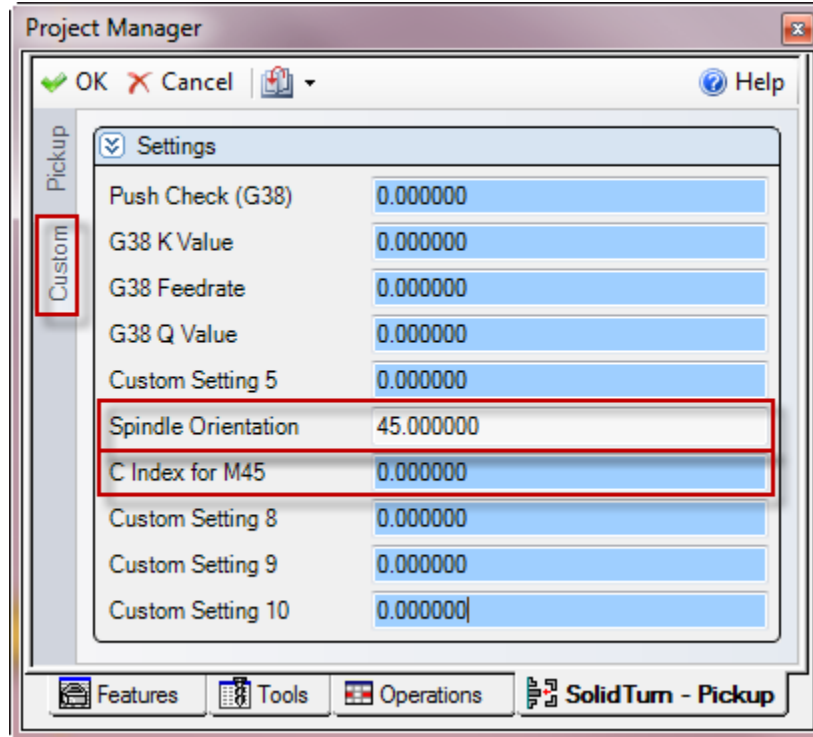 Project Manager
OK Cancel Help
Pickup
Custom
Settings
Push Check (G38) 0.000000
G38 K Value 0.000000
G38 Feedrate 0.000000
G38 Q Value 0.000000
Custom Setting 5 0.000000
Spindle Orientation 45.000000
C Index for M45 0.000000
Custom Setting 8 0.000000
Custom Setting 9 0.000000
Custom Setting 10 0.000000
Features Tools Operations SolidTurn - Pickup